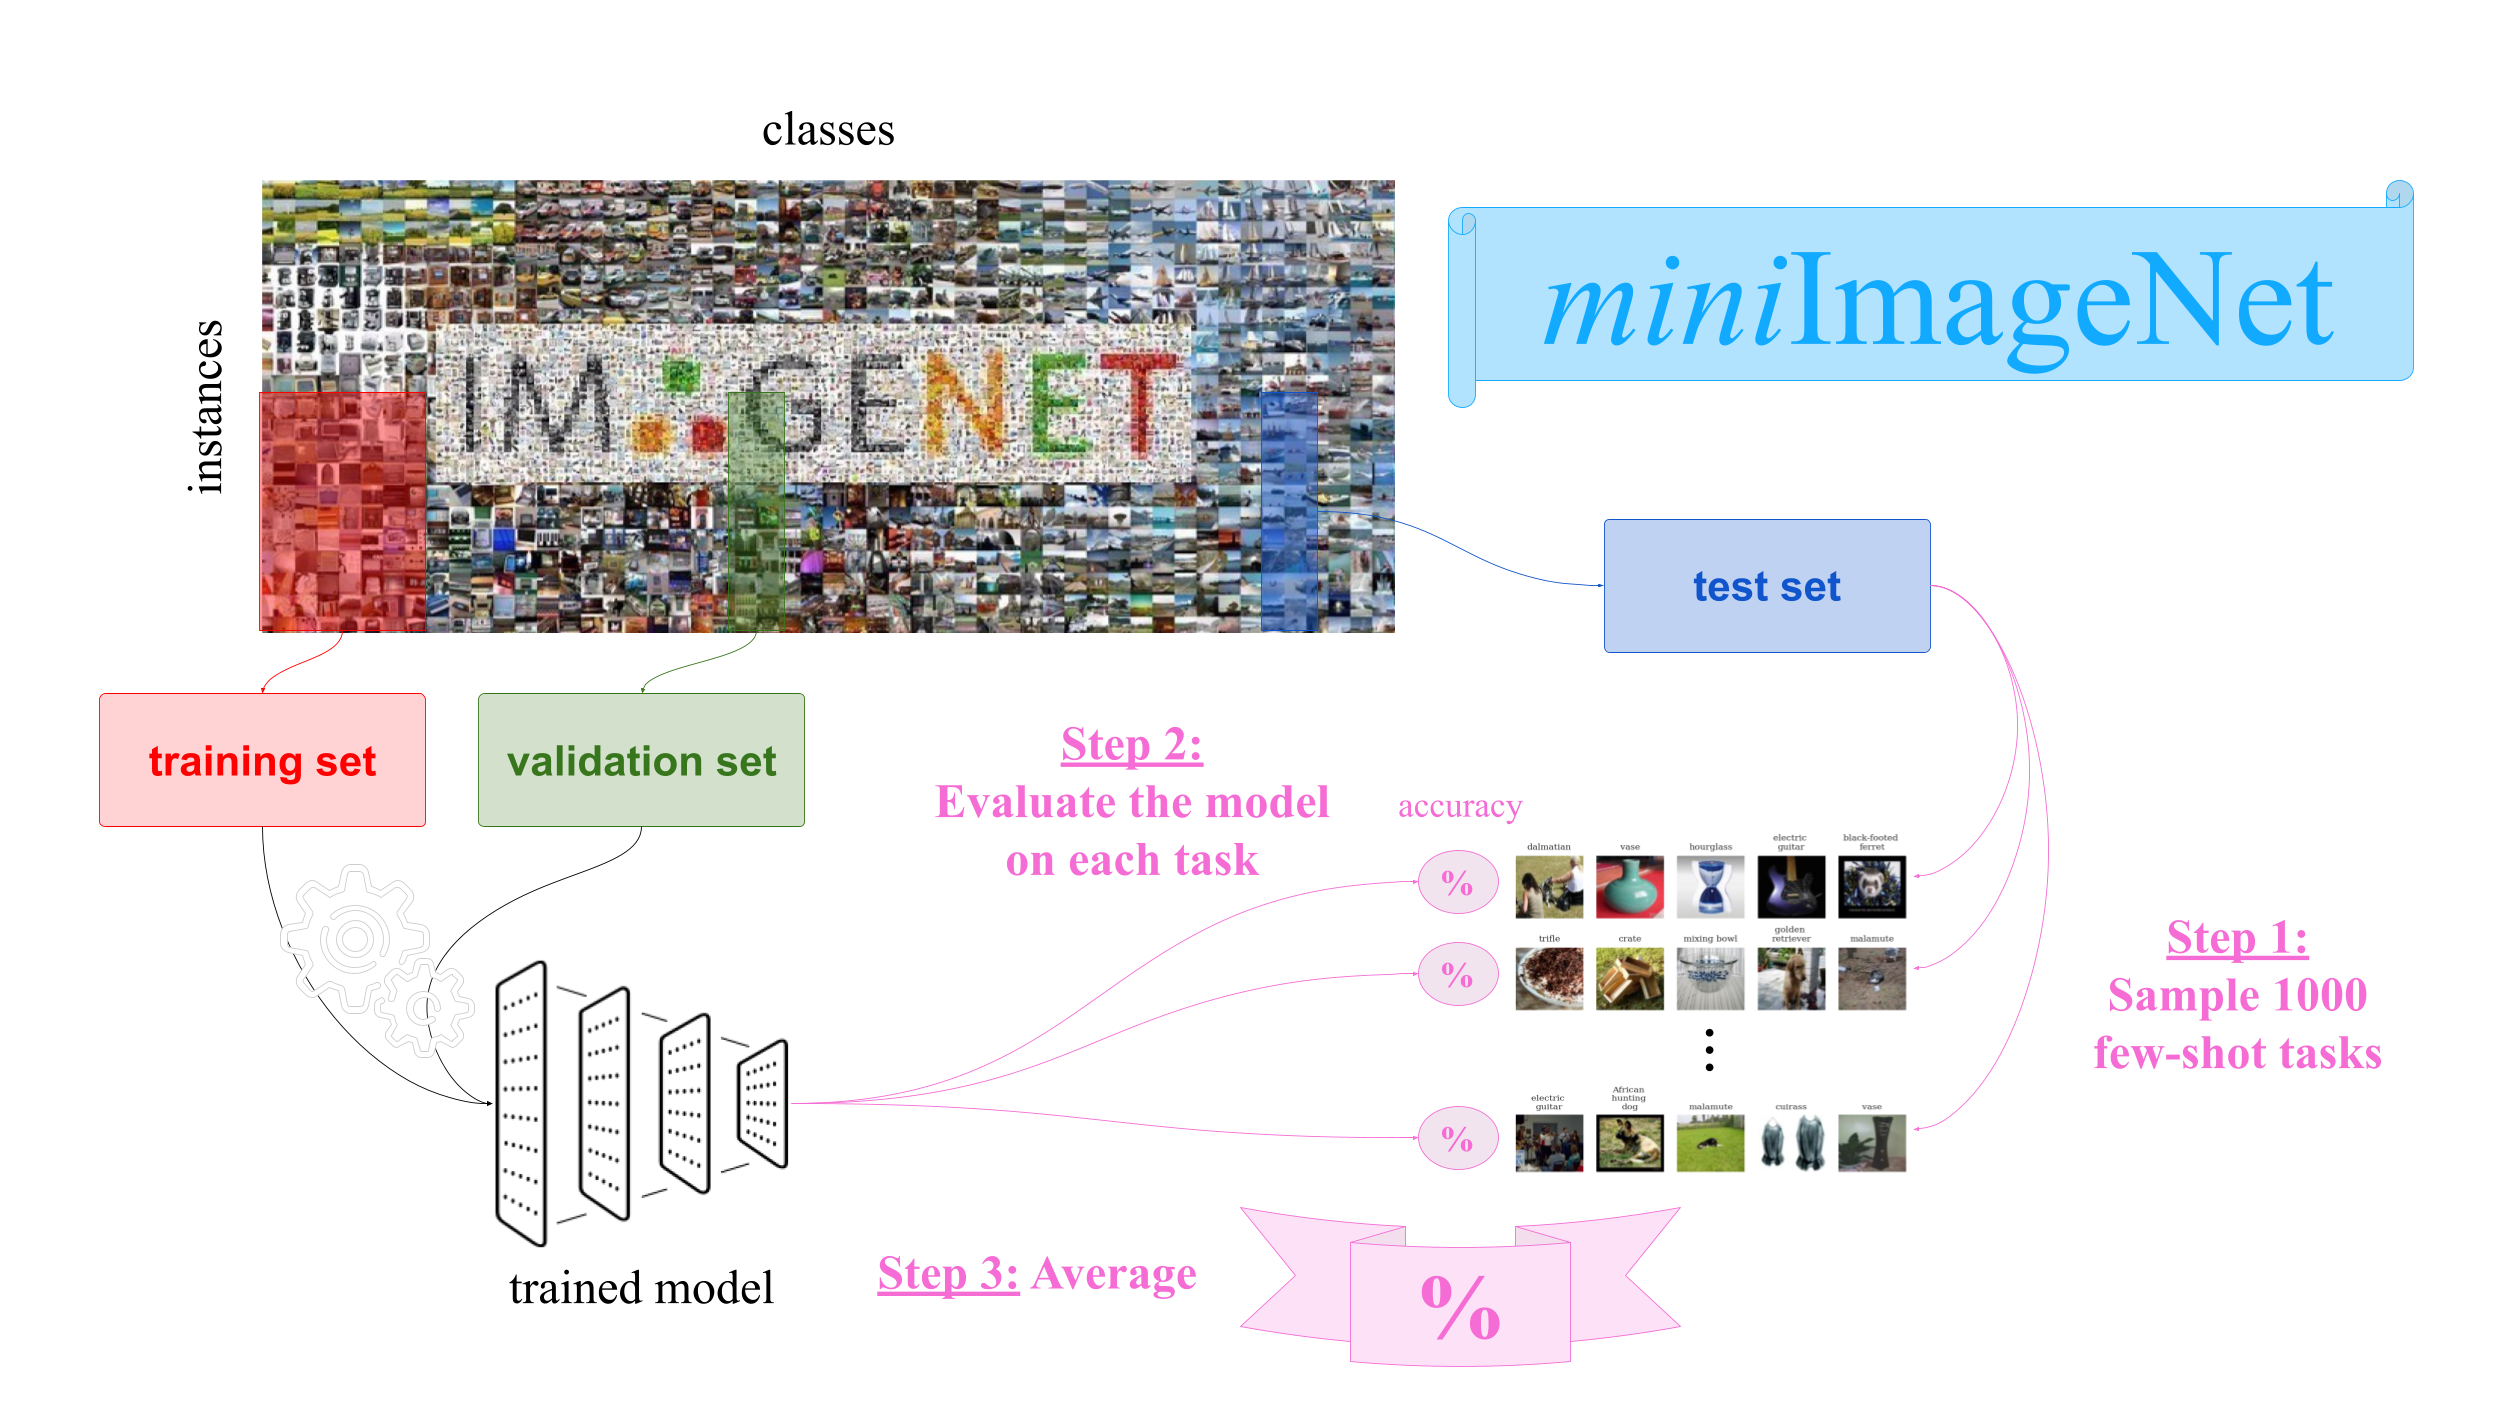 classes
instances
IM GENET
miniImageNet
test set
training set
validation set
Step 2:
Evaluate the model
on each task
accuracy
%
dalmatian
vase
hourglass
electric
guitar
black-footed
ferret
%
trifle
crate
mixing bowl
golden
retriever
malamute
Step 1:
Sample 1000
few-shot tasks
%
electric
guitar
African
hunting
dog
malamute
cuirass
vase
trained model
Step 3: Average
%